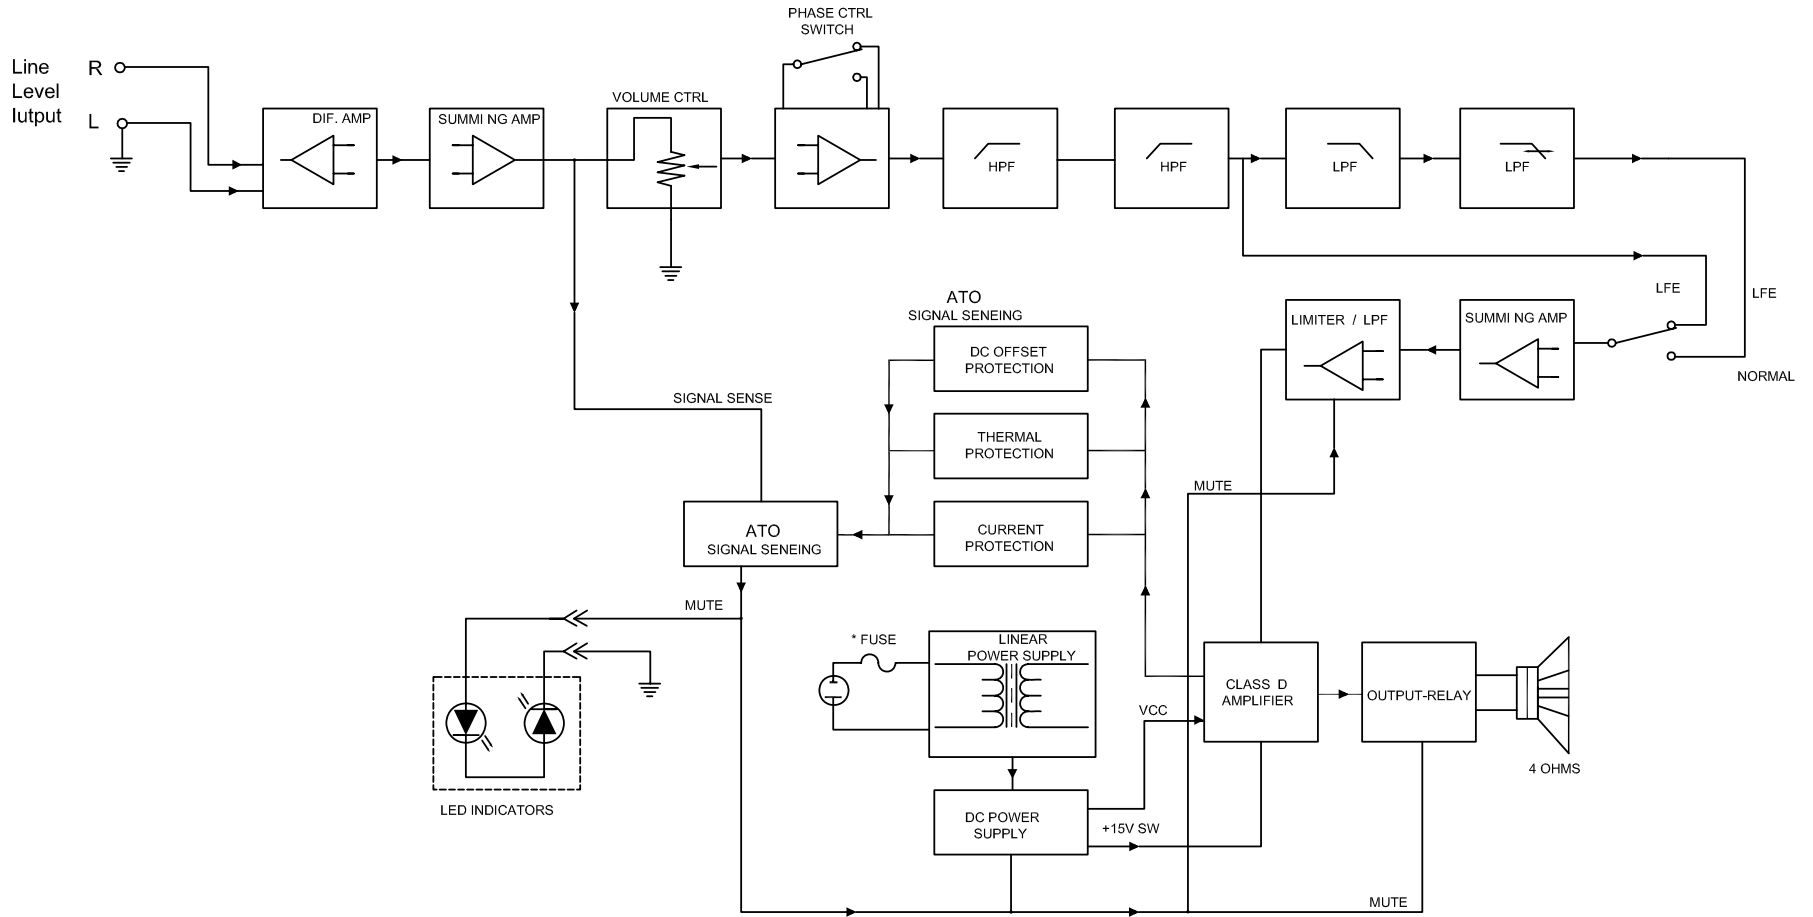 PHASE CTRL
SWITCH
Line
Level
Iutput
R
L
DIF. AMP
SUMMI NG AMP
VOLUME CTRL
HPF
HPF
LPF
LPF
LFE
LFE
NORMAL
ATO
SIGNAL SENEING
DC OFFSET
PROTECTION
THERMAL
PROTECTION
CURRENT
PROTECTION
LIMITER / LPF
SUMMI NG AMP
SIGNAL SENSE
MUTE
ATO
SIGNAL SENEING
MUTE
* FUSE
LINEAR
POWER SUPPLY
CLASS D
AMPLIFIER
OUTPUT-RELAY
4 OHMS
VCC
LED INDICATORS
DC POWER
SUPPLY
+15V SW
MUTE